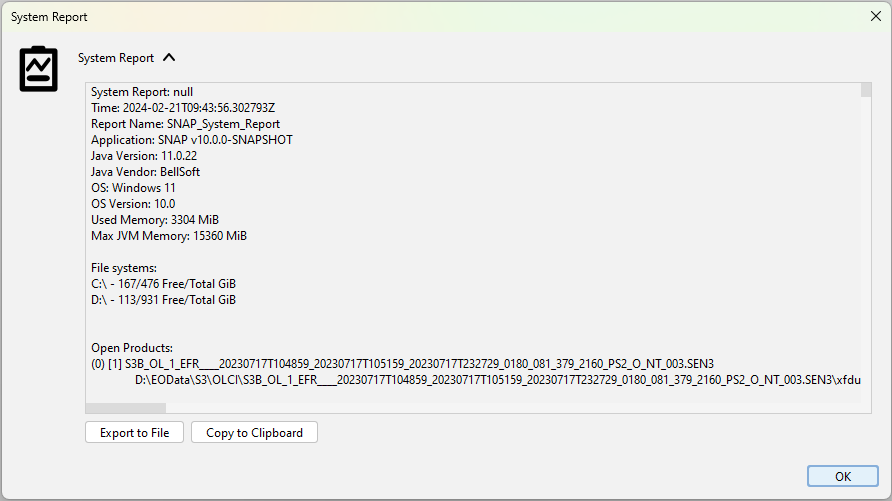 System Report
System Report
System Report: null
Time: 2024-02-21T09:43:56.302793Z
Report Name: SNAP_System_Report
Application: SNAP v10.0.0-SNAPSHOT
Java Version: 11.0.22
Java Vendor: BellSoft
OS: Windows 11
OS Version: 10.0
Used Memory: 3304 MiB
Max JVM Memory: 15360 MiB
File systems:
C:\ - 167/476 Free/Total GiB
D:\ - 113/931 Free/Total GiB
Open Products:
(0) [1] S3B_OL_1_EFR____20230717T104859_20230717T105159_20230717T232729_0180_081_379_2160_PS2_O_NT_003.SEN3
D:\EOData\S3\OLCI\S3B_OL_1_EFR____20230717T104859_20230717T105159_20230717T232729_0180_081_379_2160_PS2_O_NT_003.SEN3\xfdu
Export to File
Copy to Clipboard
OK